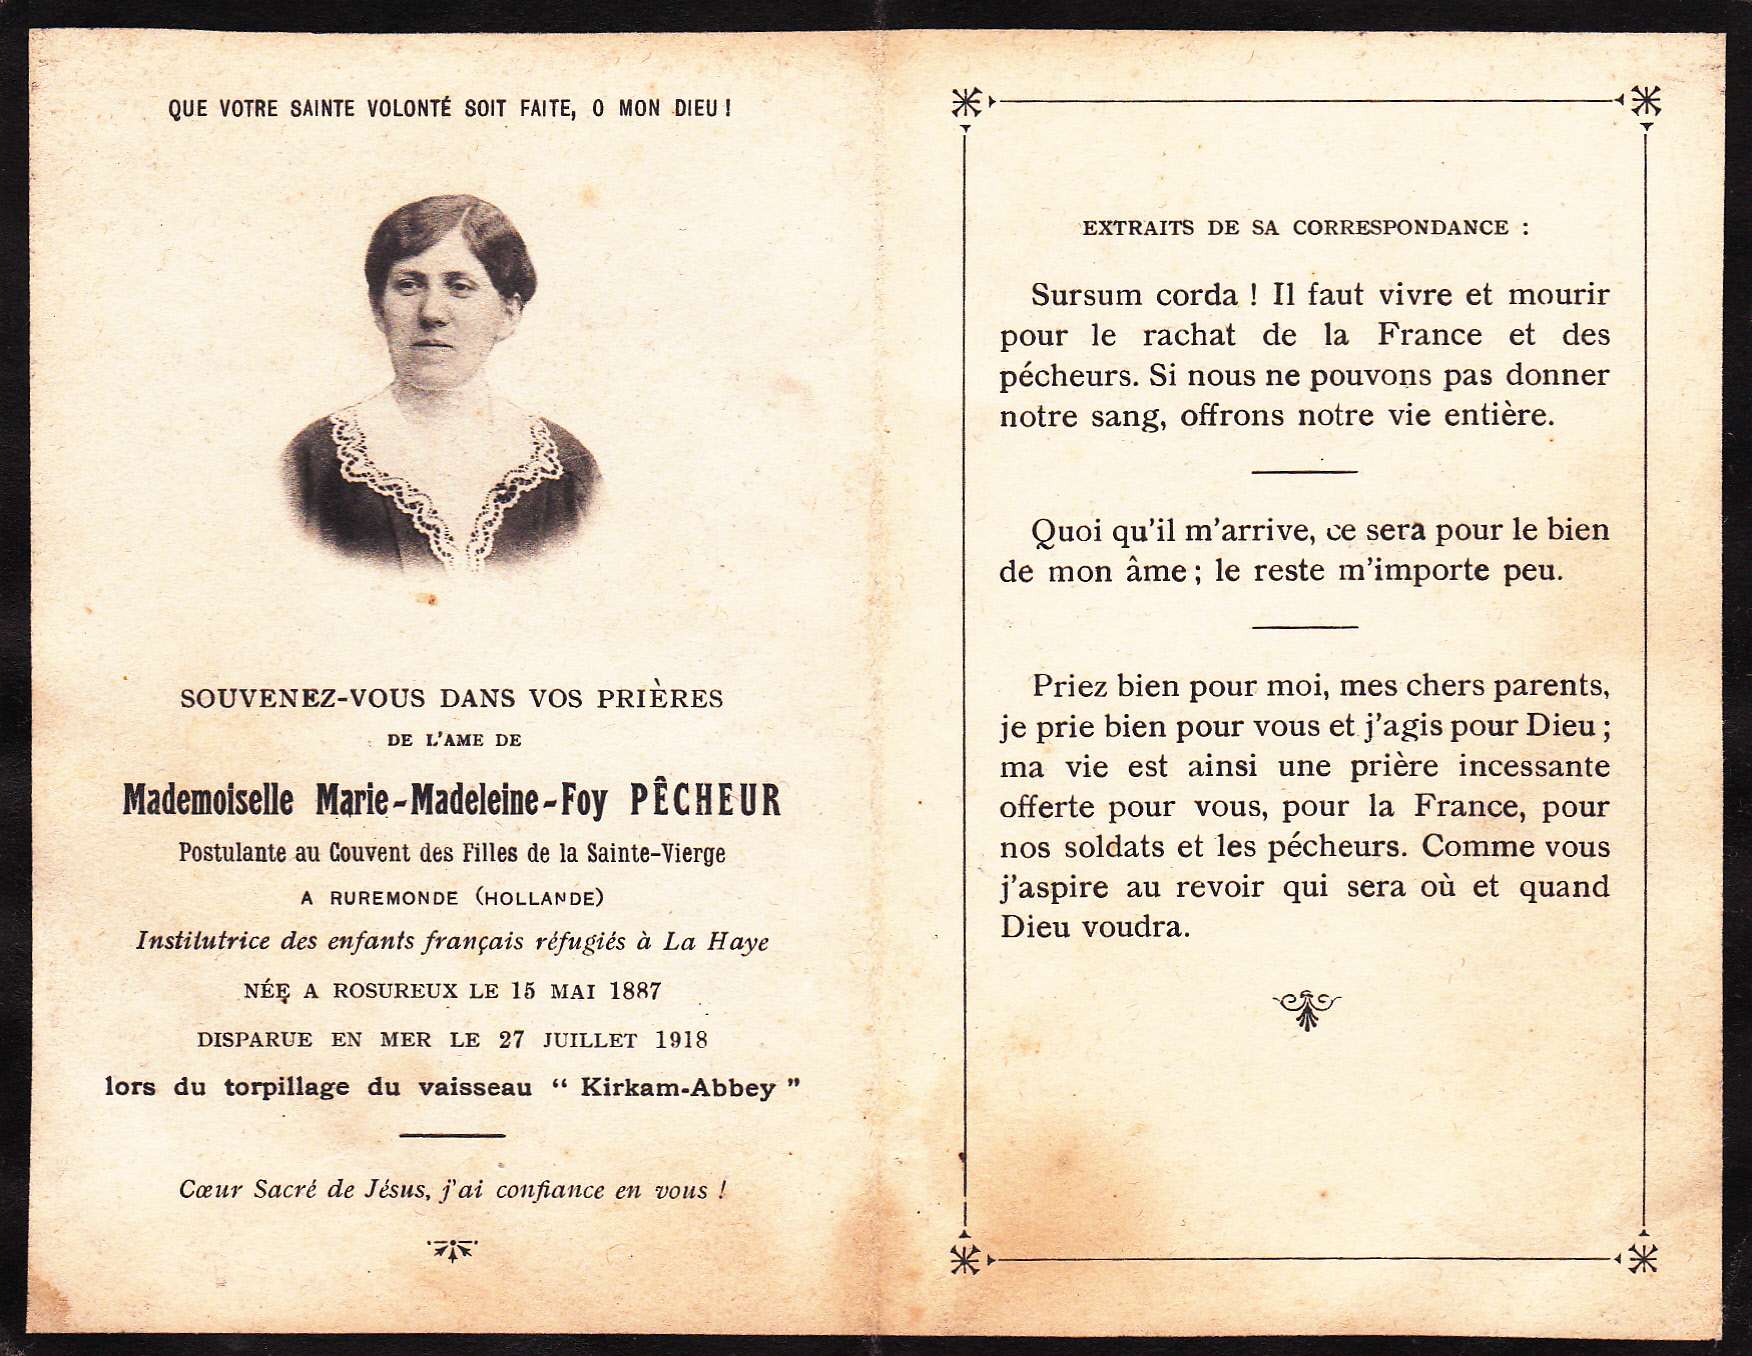 QUE VOTRE SAINTE VOLONTÉ SOIT FAITE, O MON DIEU !
SOUVENEZ-VOUS DANS VOS PRIÈRES
DE L'AME DE
Mademoiselle Marie-Madeleine-Foy PÊCHEUR
Postulante au Couvent des Filles de la Sainte-Vierge
A RUREMONDE (HOLLANDE)
Institutrice des enfants français réfugiés à La Haye
NÉE A ROSUREUX LE 15 MAI 1887
DISPARUE EN MER LE 27 JUILLET 1918
lors du torpillage du vaisseau “ Kirkam-Abbey ”
Cœur Sacré de Jésus, j'ai confiance en vous !
EXTRAITS DE SA CORRESPONDANCE :
Sursum corda ! Il faut vivre et mourir
pour le rachat de la France et des
pécheurs. Si nous ne pouvons pas donner
notre sang, offrons notre vie entière.
Quoi qu'il m'arrive, ce sera pour le bien
de mon âme ; le reste m'importe peu.
Priez bien pour moi, mes chers parents,
je prie bien pour vous et j'agis pour Dieu ;
ma vie est ainsi une prière incessante
offerte pour vous, pour la France, pour
nos soldats et les pécheurs. Comme vous
j'aspire au revoir qui sera où et quand
Dieu voudra.